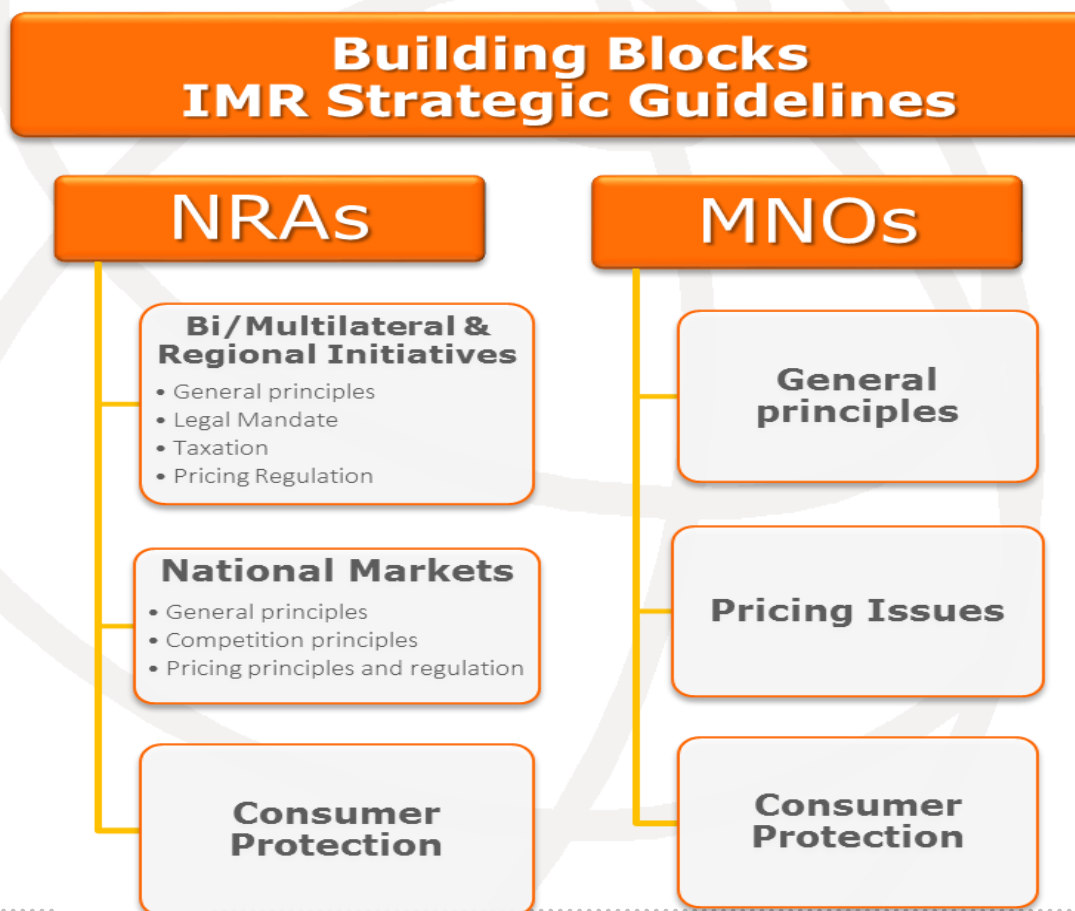 Building Blocks
IMR Strategic Guidelines
NRAs
Bi/Multilateral &
Regional Initiatives
• General principles
• Legal Mandate
• Taxation
• Pricing Regulation
National Markets
• General principles
• Competition principles
• Pricing principles and regulation
Consumer
Protection
MNOs
General
principles
Pricing Issues
Consumer
Protection